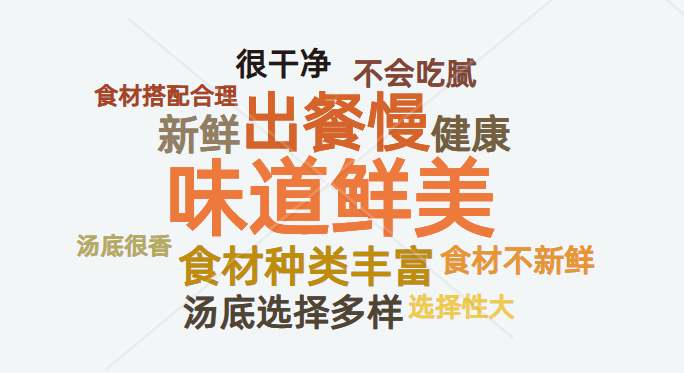 很干净
不会吃腻
食材搭配合理
新鲜
出餐慢
健康
味道鲜美
汤底很香
食材种类丰富
食材不新鲜
汤底选择多样
选择性大